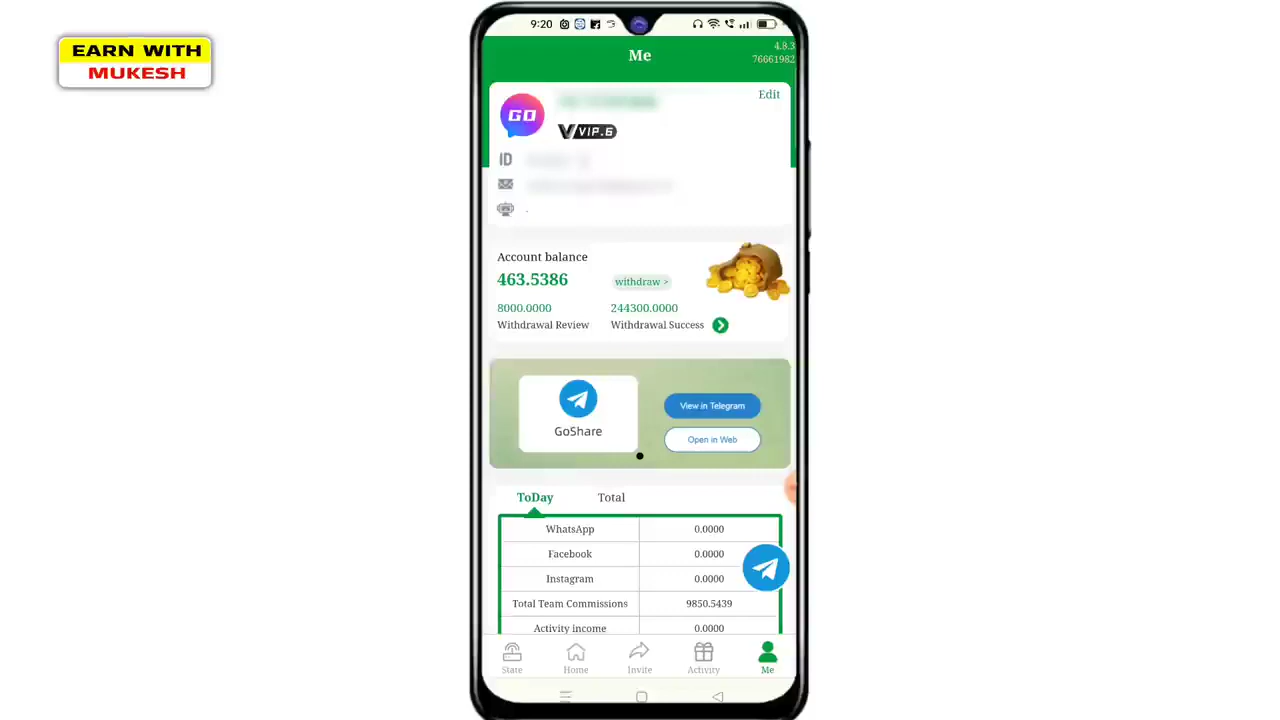 EARN WITH
MUKESH
9:20
Me
4.8.3
76661982
Edit
GO
VIP.6
ID
Account balance
463.5386
withdraw >
8000.0000
244300.0000
Withdrawal Review
Withdrawal Success
GoShare
View in Telegram
Open in Web
ToDay
Total
WhatsApp 0.0000
Facebook 0.0000
Instagram 0.0000
Total Team Commissions 9850.5439
Activity income 0.0000
State
Home
Invite
Activity
Me